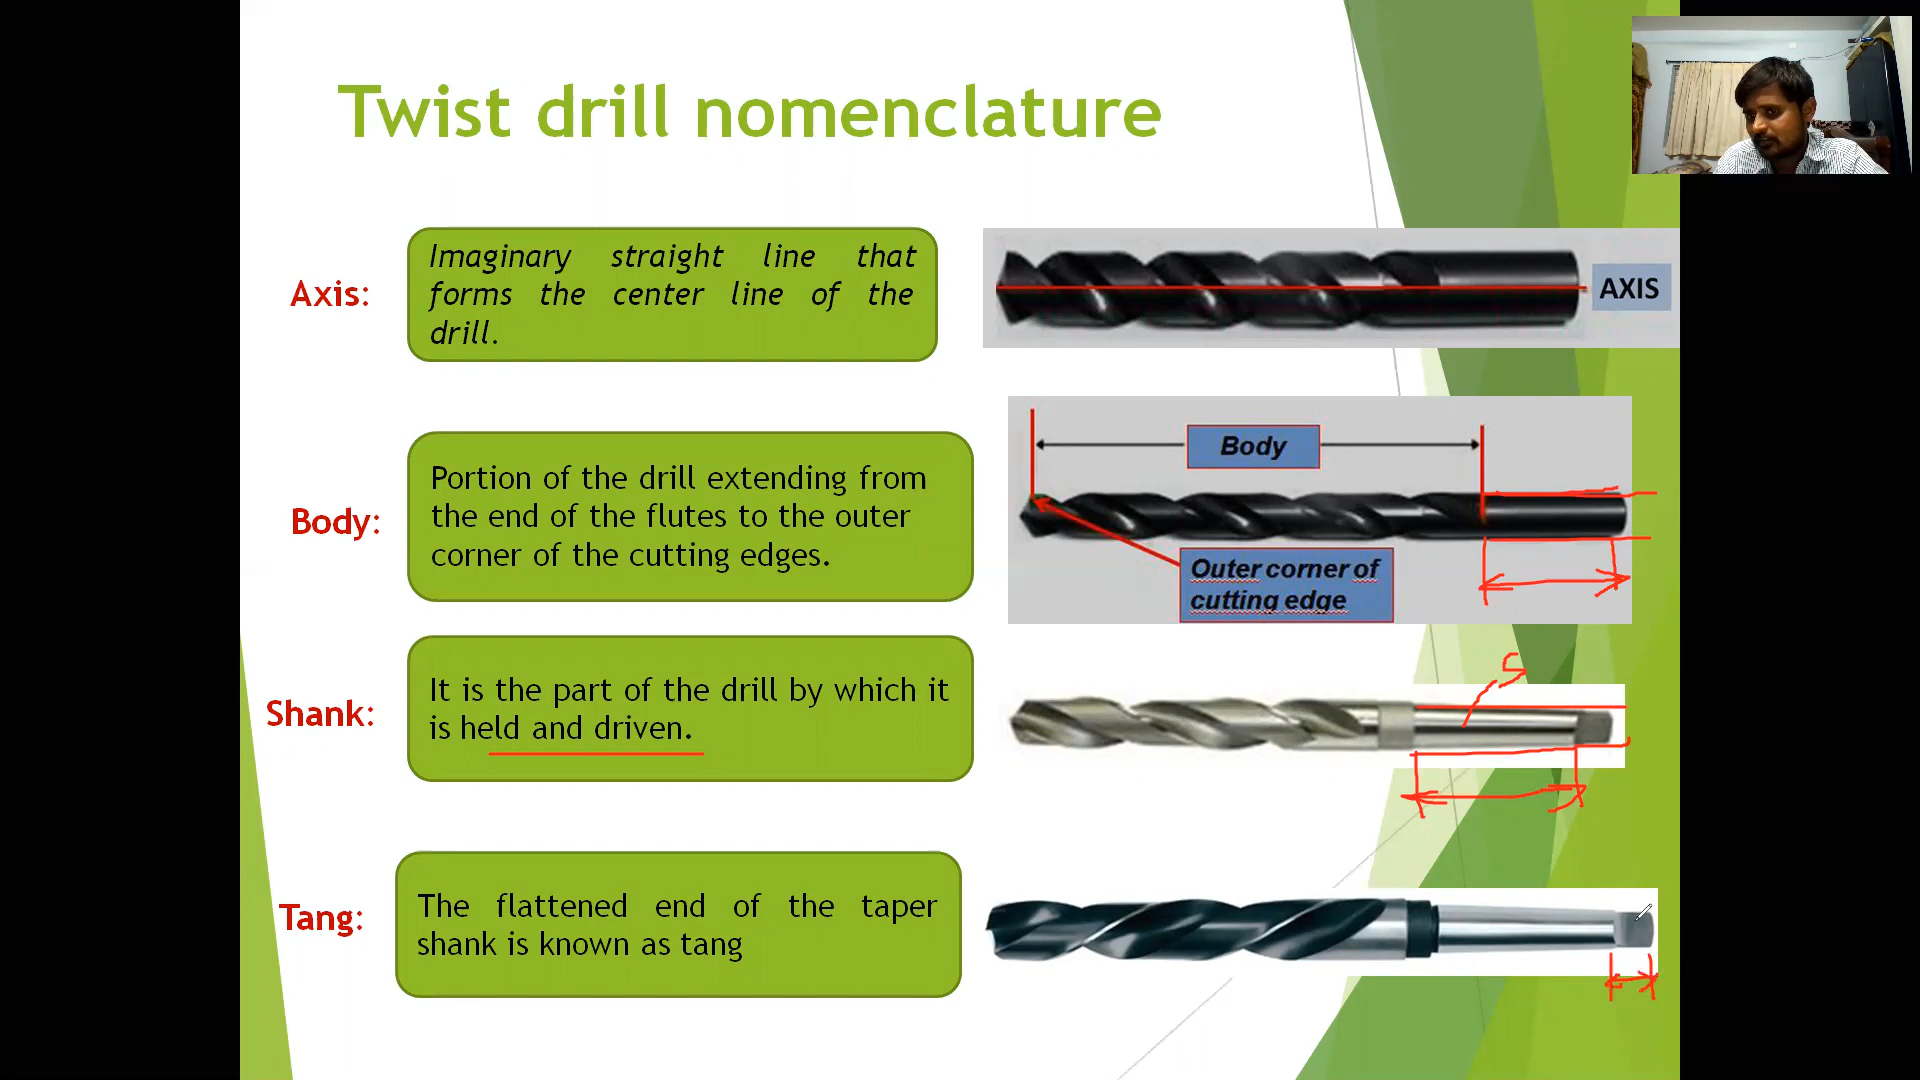 Twist drill nomenclature
Axis:
Imaginary straight line that
forms the center line of the
drill.
AXIS
Body:
Portion of the drill extending from
the end of the flutes to the outer
corner of the cutting edges.
Body
Outer corner of
cutting edge
Shank:
It is the part of the drill by which it
is held and driven.
S
Tang:
The flattened end of the taper
shank is known as tang